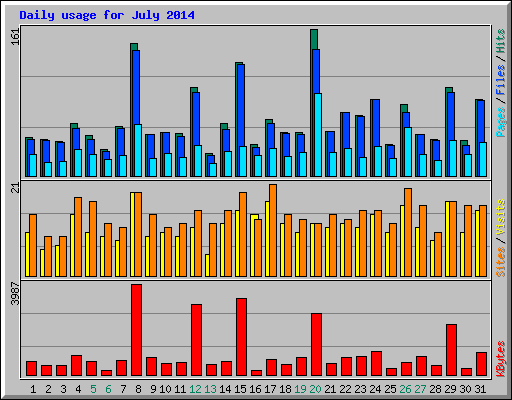 Daily usage for July 2014
161
Pages/Files/Hits
21
Sites/Visits
3987
KBytes
1 2 3 4 5 6 7 8 9 10 11 12 13 14 15 16 17 18 19 20 21 22 23 24 25 26 27 28 29 30 31